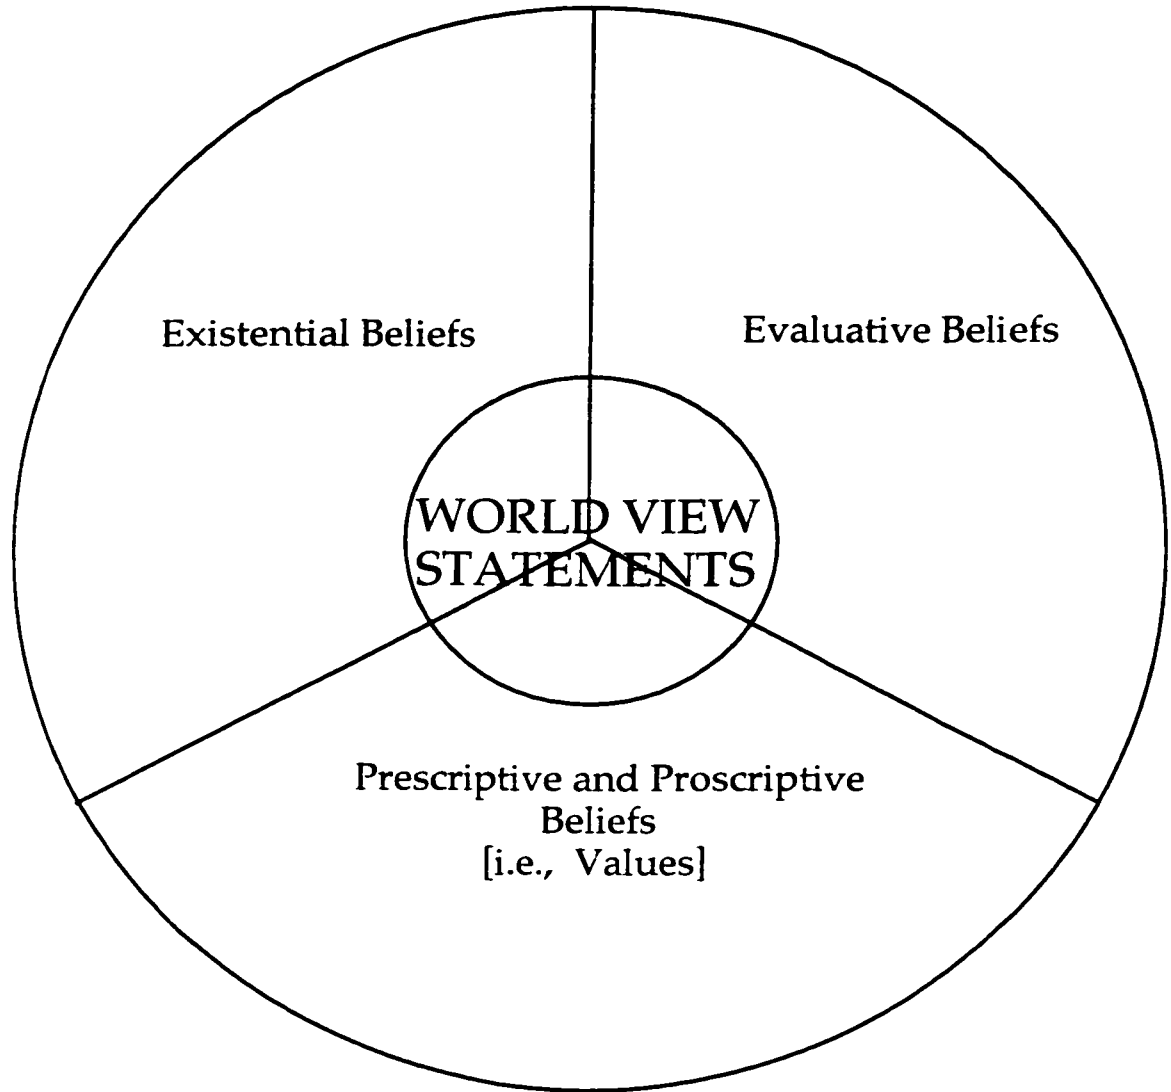 Existential Beliefs
Evaluative Beliefs
WORLD VIEW
STATEMENTS
Prescriptive and Proscriptive
Beliefs
[i.e., Values]